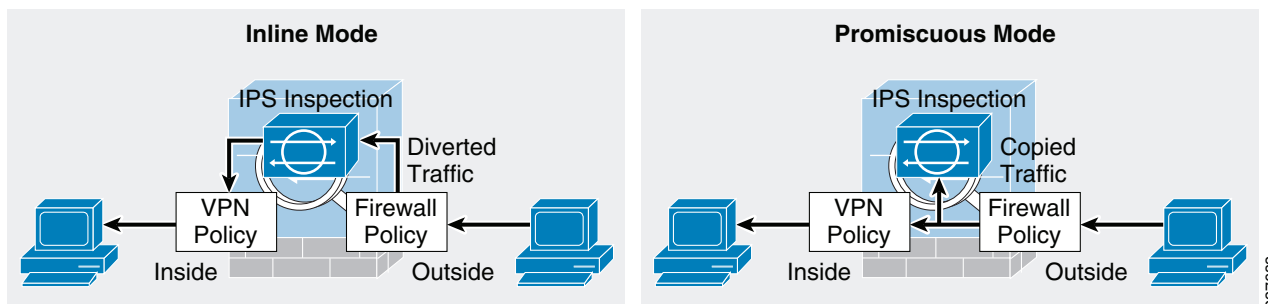 Inline Mode
IPS Inspection
Diverted
Traffic
VPN
Policy
Firewall
Policy
Inside
Outside
Promiscuous Mode
IPS Inspection
Copied
Traffic
VPN
Policy
Firewall
Policy
Inside
Outside